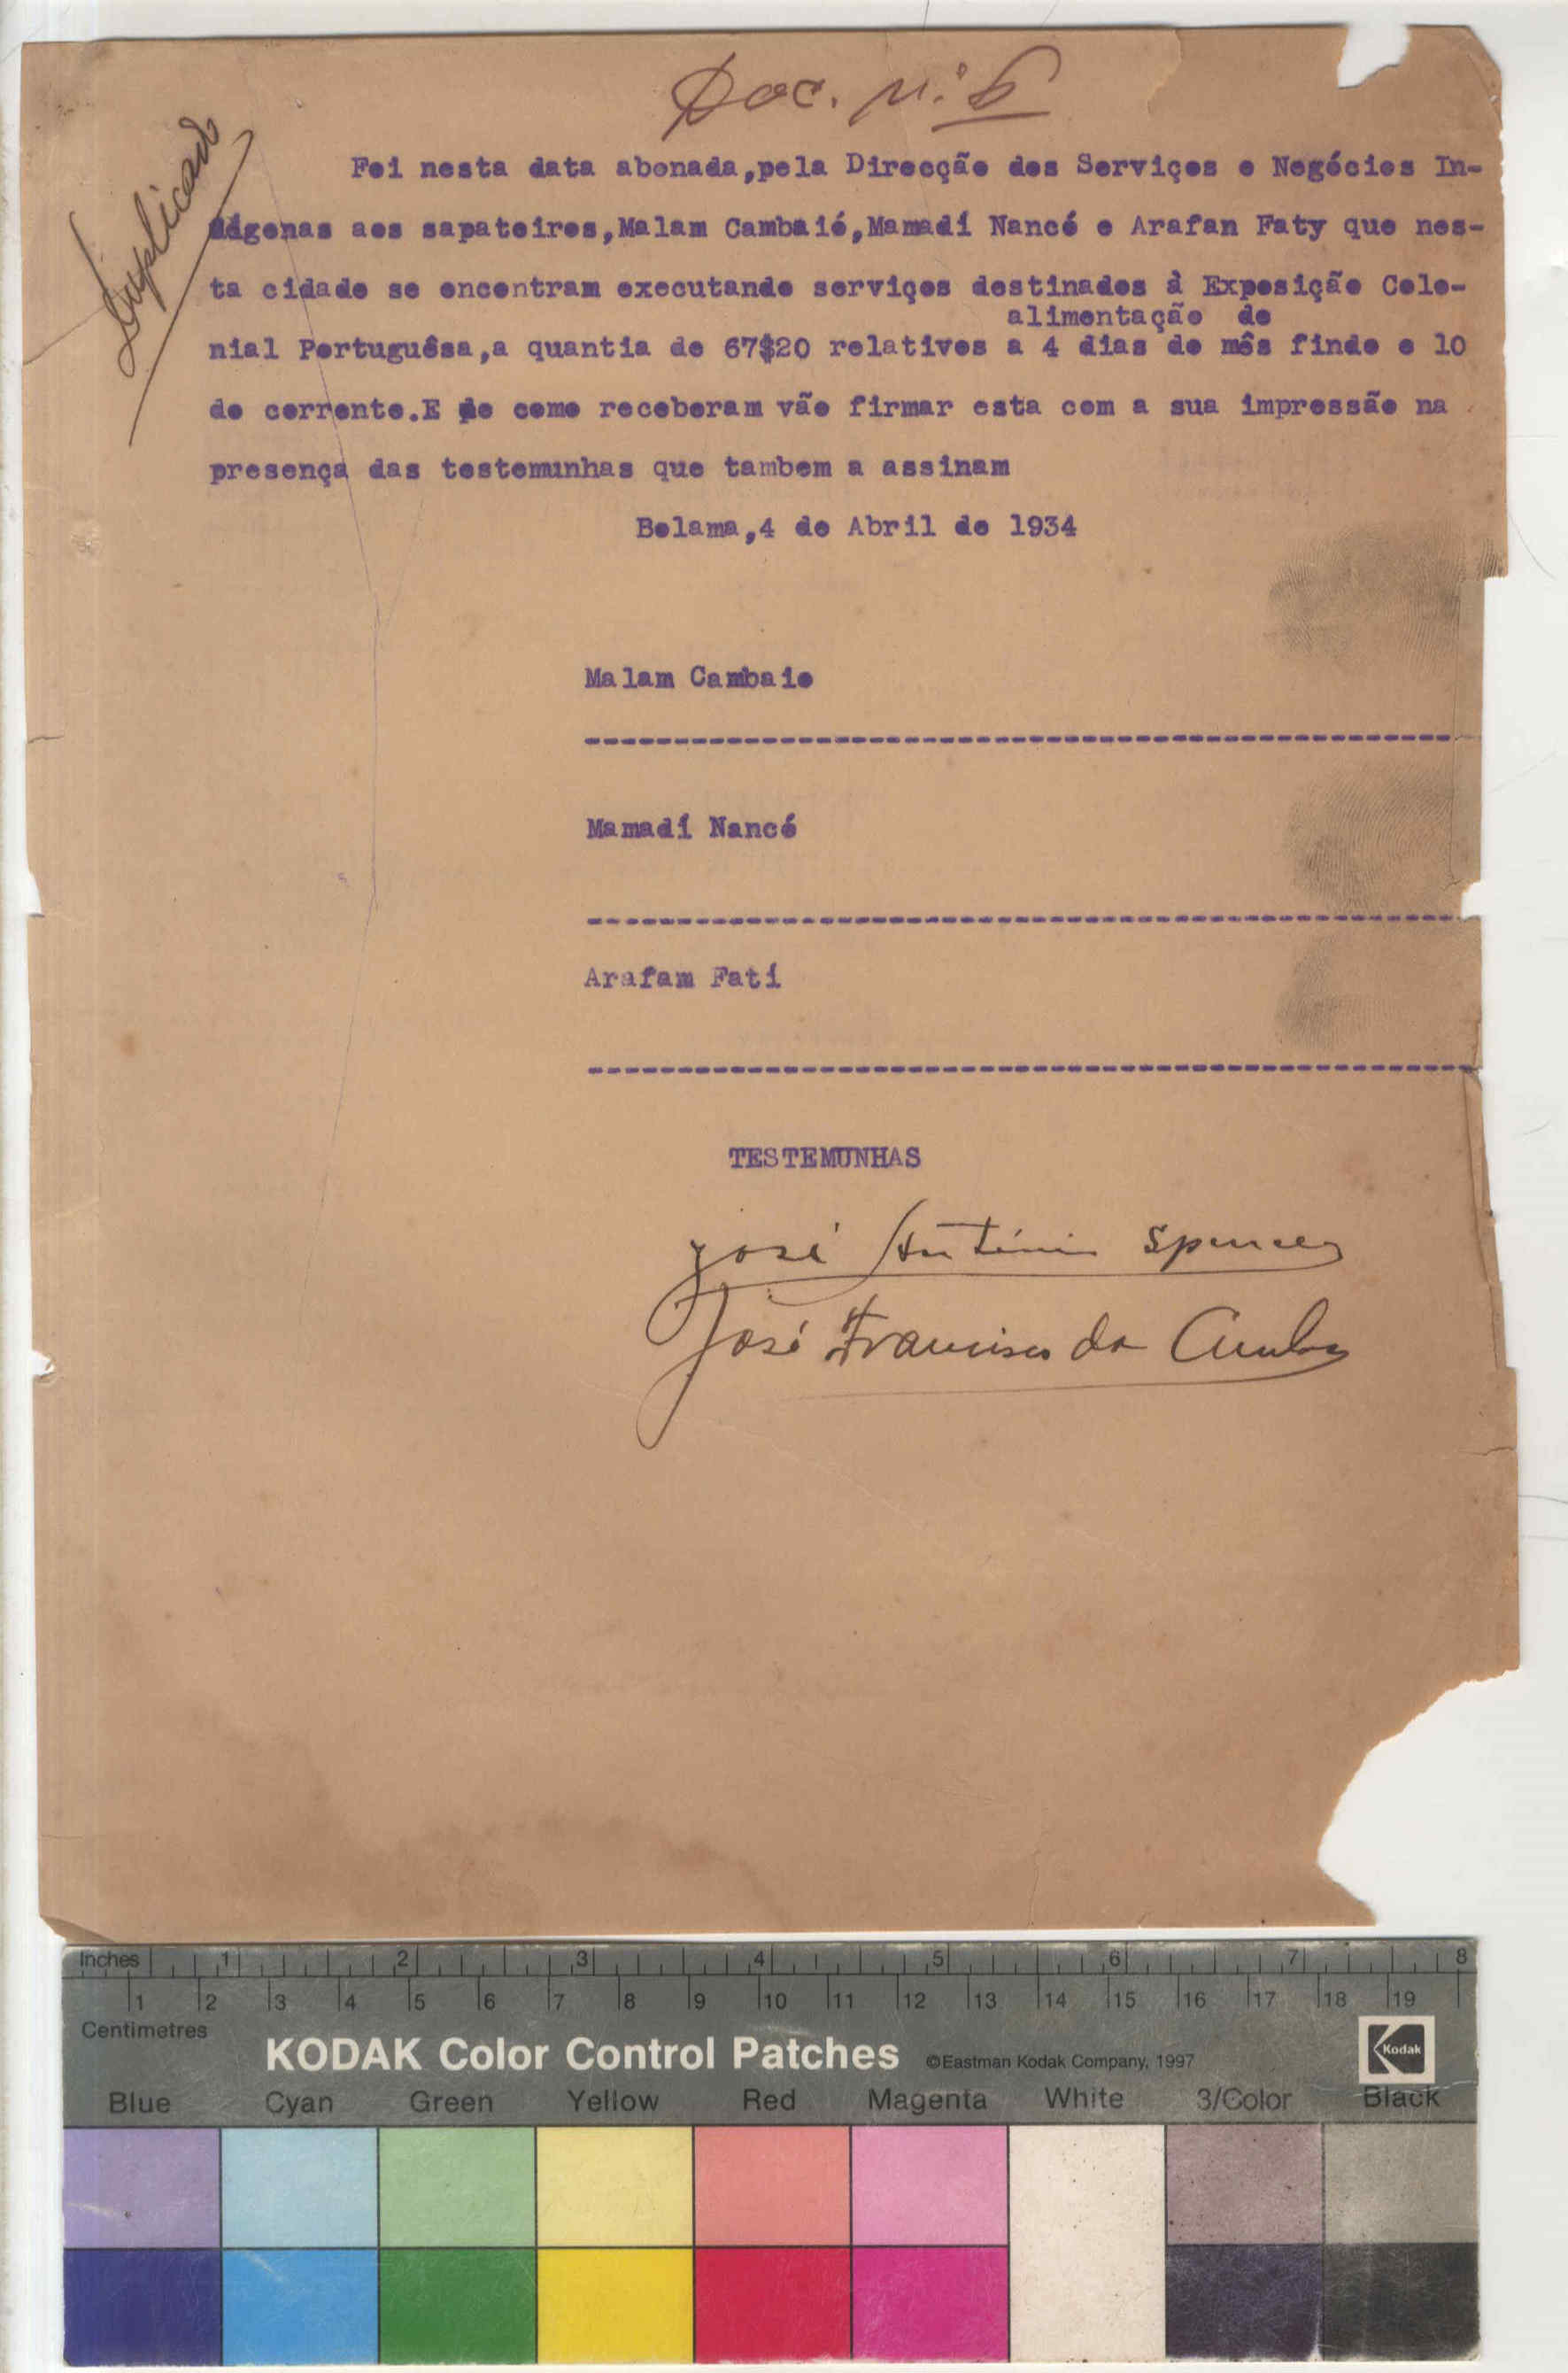 Doc. n.º 6
Duplicado
Foi nesta data abonada,pela Direcção dos Serviços e Negócios In-
dígenas aos sapateiros,Malam Cambaió,Mamadí Nancó e Arafan Faty que nes-
ta cidade se encontram executando serviços destinados à Exposição Colo-
alimentação de
nial Portuguêsa,a quantia de 67$20 relativos a 4 dias do mês findo e 10
do corrente.E de como receberam vão firmar esta com a sua impressão na
presença das testemunhas que tambem a assinam
Bolama,4 de Abril de 1934
Malam Cambaio
Mamadí Nancó
Arafam Fatí
TESTEMUNHAS
José António Spencer
José Francisco da Cunha
Inches 1 2 3 4 5 6 7 8
1 2 3 4 5 6 7 8 9 10 11 12 13 14 15 16 17 18 19
Centimetres
KODAK Color Control Patches ©Eastman Kodak Company, 1997 Kodak
Blue Cyan Green Yellow Red Magenta White 3/Color Black